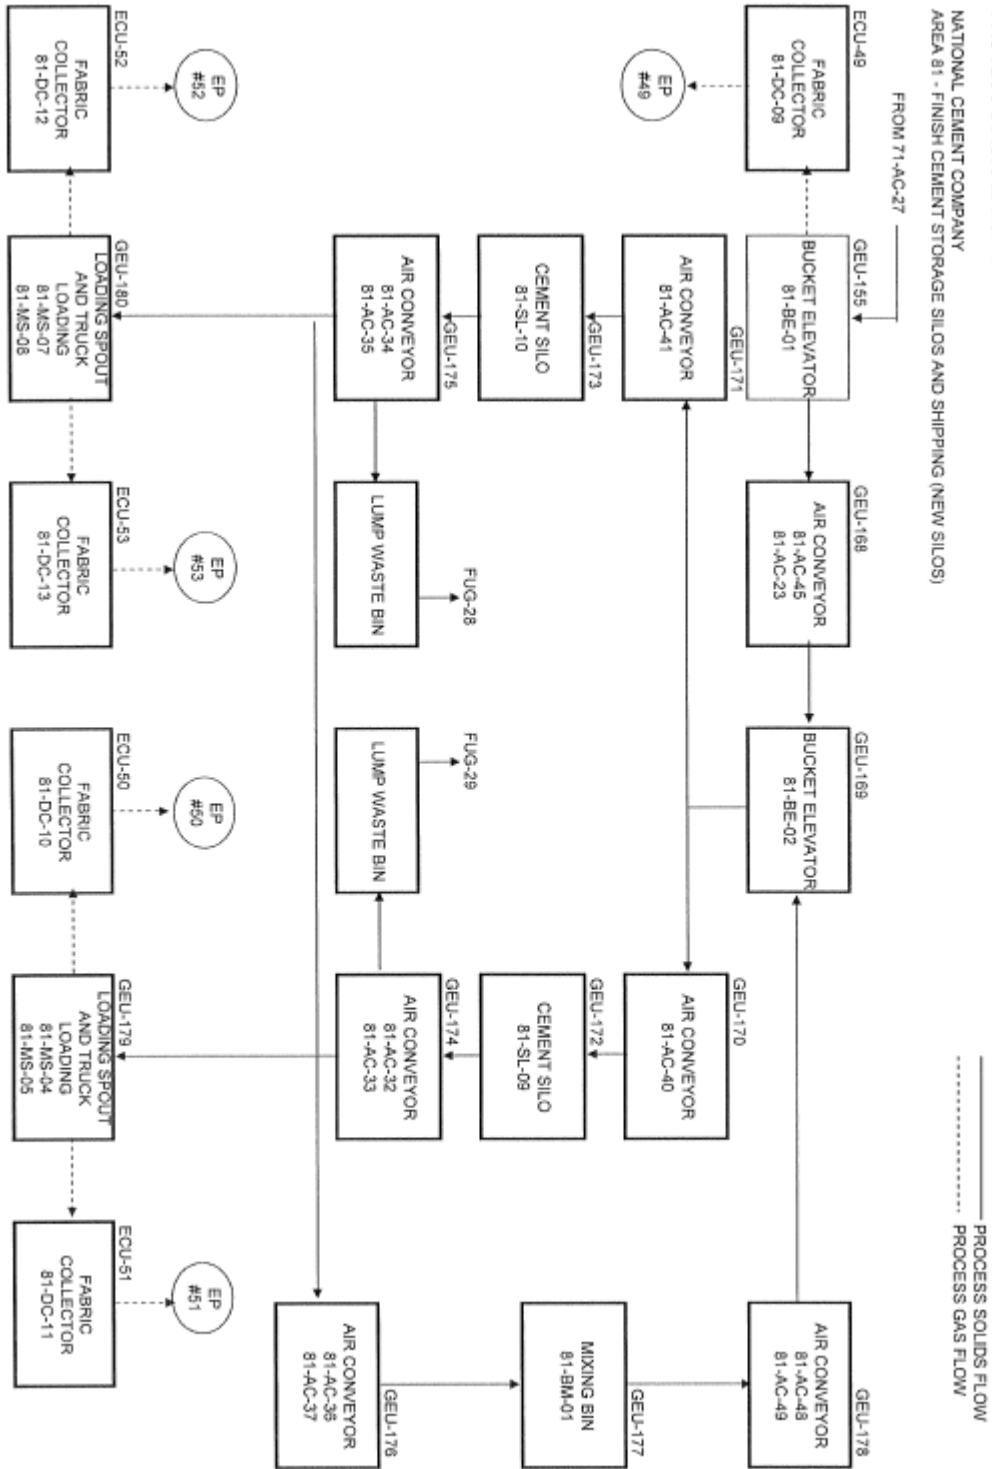 NATIONAL CEMENT COMPANY
AREA 81 - FINISH CEMENT STORAGE SILOS AND SHIPPING (NEW SILOS)
PROCESS SOLIDS FLOW
PROCESS GAS FLOW
FROM 71-AC-27
ECU-49
FABRIC
COLLECTOR
81-DC-09
EP
#49
GEU-155
BUCKET ELEVATOR
81-BE-01
GEU-168
AIR CONVEYOR
81-AC-45
81-AC-23
GEU-169
BUCKET ELEVATOR
81-BE-02
GEU-178
AIR CONVEYOR
81-AC-48
81-AC-49
GEU-171
AIR CONVEYOR
81-AC-41
GEU-170
AIR CONVEYOR
81-AC-40
GEU-173
CEMENT SILO
81-SL-10
GEU-172
CEMENT SILO
81-SL-09
GEU-177
MIXING BIN
81-BM-01
GEU-175
AIR CONVEYOR
81-AC-34
81-AC-35
LUMP WASTE BIN
FUG-28
LUMP WASTE BIN
FUG-29
GEU-174
AIR CONVEYOR
81-AC-32
81-AC-33
GEU-176
AIR CONVEYOR
81-AC-36
81-AC-37
EP
#52
EP
#53
EP
#50
EP
#51
ECU-52
FABRIC
COLLECTOR
81-DC-12
GEU-180
LOADING SPOUT
AND TRUCK
LOADING
81-MS-07
81-MS-08
ECU-53
FABRIC
COLLECTOR
81-DC-13
ECU-50
FABRIC
COLLECTOR
81-DC-10
GEU-179
LOADING SPOUT
AND TRUCK
LOADING
81-MS-04
81-MS-05
ECU-51
FABRIC
COLLECTOR
81-DC-11